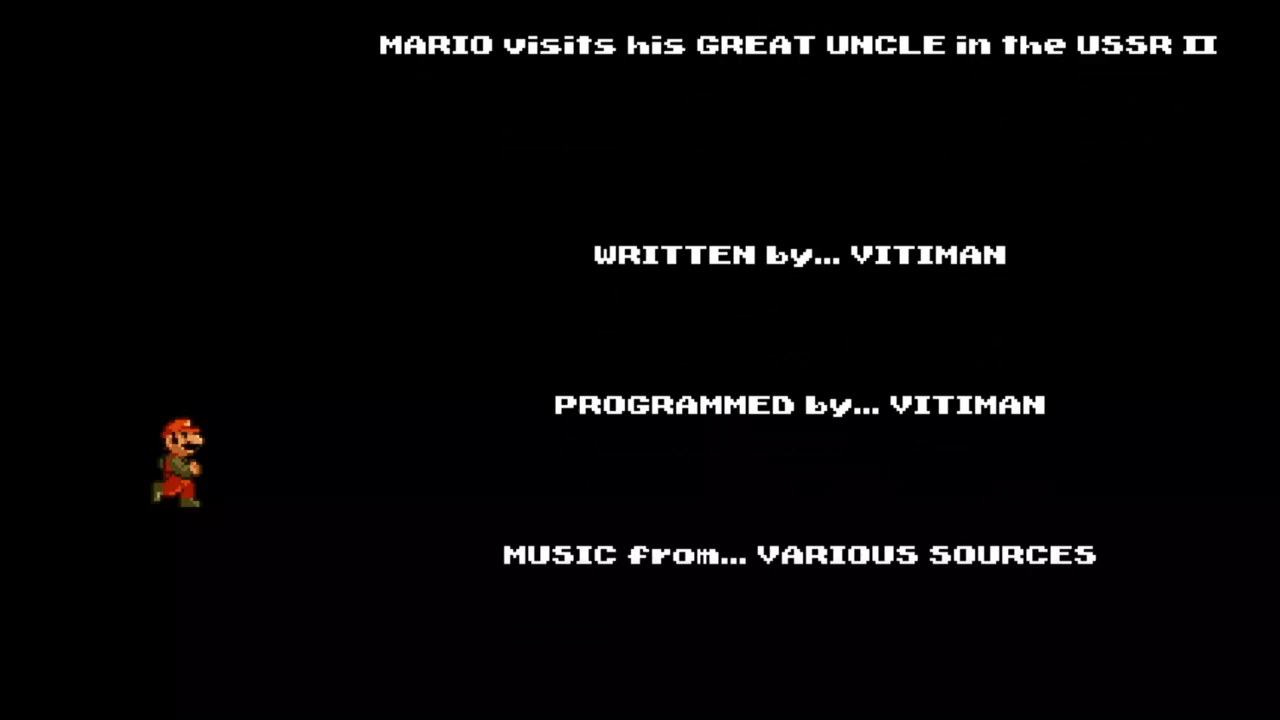 MARIO visits his GREAT UNCLE in the USSR II
WRITTEN by... VITIMAN
PROGRAMMED by... VITIMAN
MUSIC from... VARIOUS SOURCES